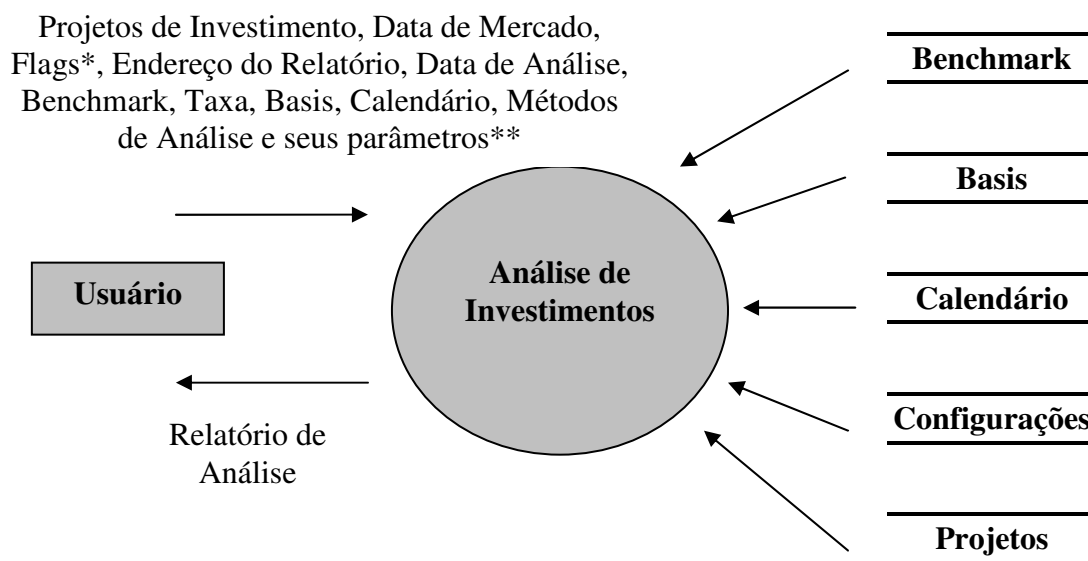 Projetos de Investimento, Data de Mercado,
Flags*, Endereço do Relatório, Data de Análise,
Benchmark, Taxa, Basis, Calendário, Métodos
de Análise e seus parâmetros**
Usuário
Análise de
Investimentos
Relatório de
Análise
Benchmark
Basis
Calendário
Configurações
Projetos